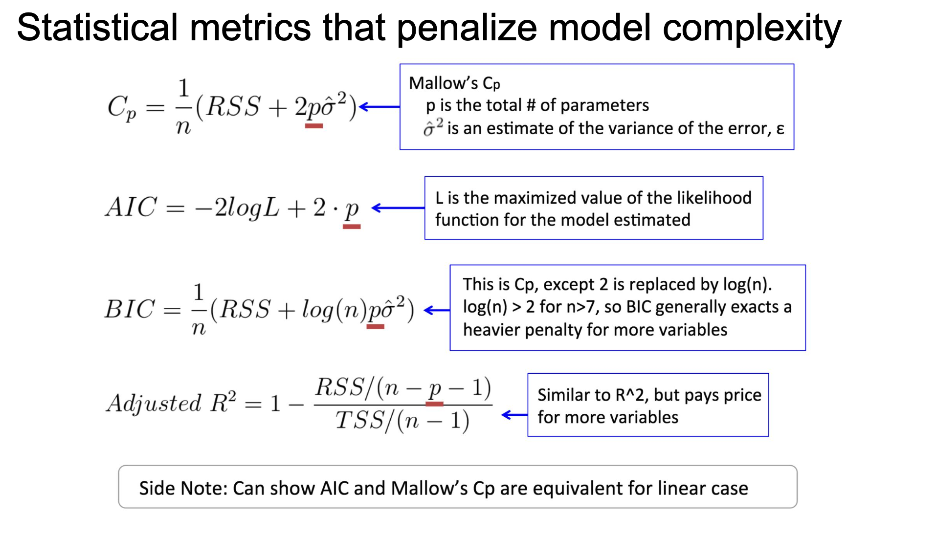 Statistical metrics that penalize model complexity
C_p = \frac{1}{n}(RSS + 2p\hat{σ}^2)
Mallow's Cp
p is the total # of parameters
\hat{σ}^2 is an estimate of the variance of the error, ε
AIC = −2logL + 2 · p
L is the maximized value of the likelihood
function for the model estimated
BIC = \frac{1}{n}(RSS + log(n)p\hat{σ}^2)
This is Cp, except 2 is replaced by log(n).
log(n) > 2 for n>7, so BIC generally exacts a
heavier penalty for more variables
Adjusted R^2 = 1 − \frac{RSS/(n − p − 1)}{TSS/(n − 1)}
Similar to R^2, but pays price
for more variables
Side Note: Can show AIC and Mallow's Cp are equivalent for linear case